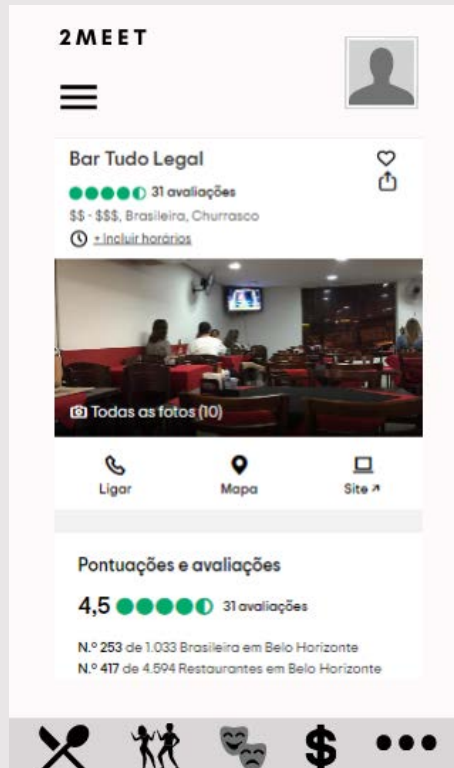 2MEET
Bar Tudo Legal
31 avaliações
$$ - $$$, Brasileira, Churrasco
+ Incluir horários
Todas as fotos (10)
Ligar
Mapa
Site
Pontuações e avaliações
4,5 31 avaliações
N.º 253 de 1.033 Brasileira em Belo Horizonte
N.º 417 de 4.594 Restaurantes em Belo Horizonte
$